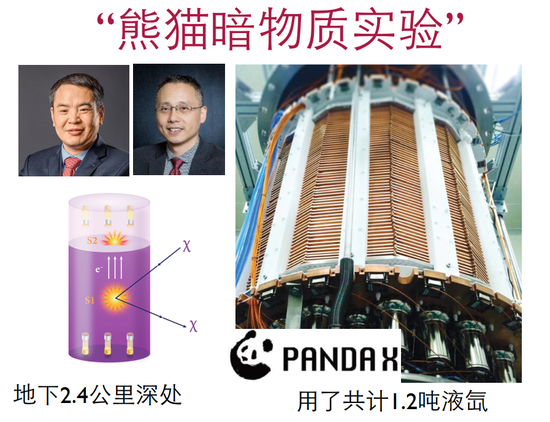 “熊猫暗物质实验”
S2
e-
χ
S1
χ
PANDA X
地下2.4公里深处
用了共计1.2吨液氙